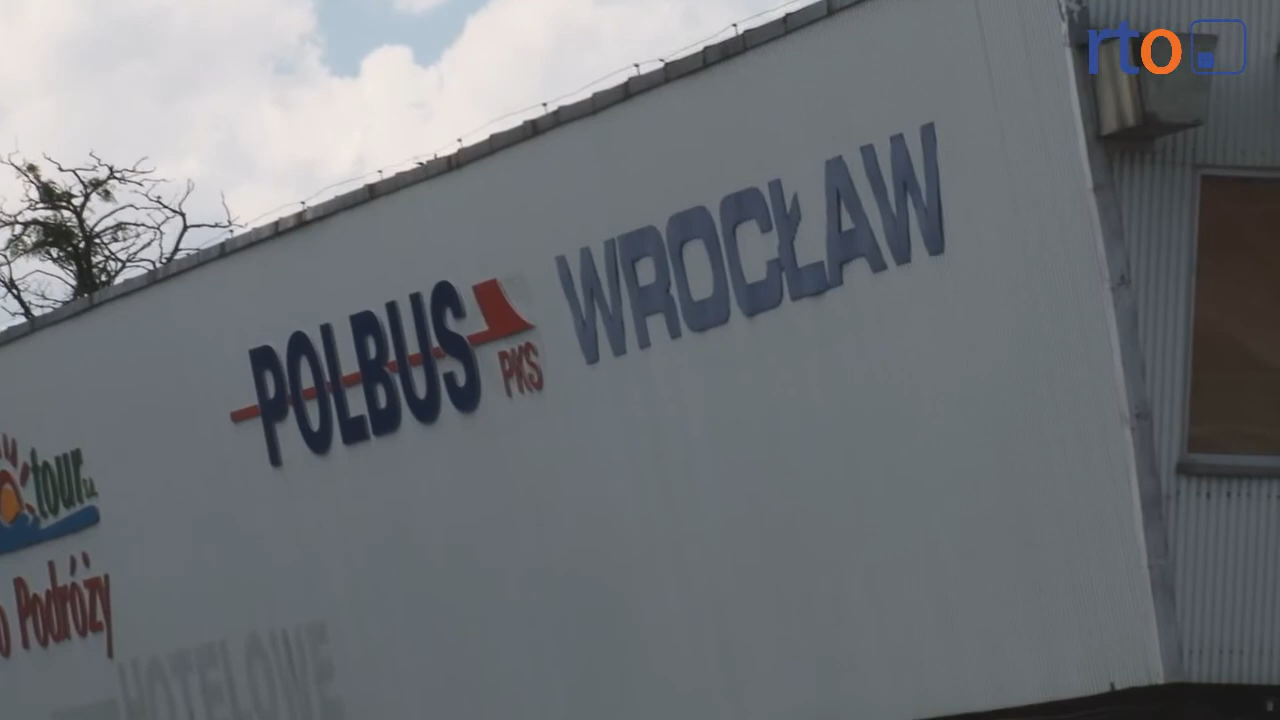 rto
POLBUS
PKS
WROCŁAW
tour S.A.
o Podróży
HOTELOWE